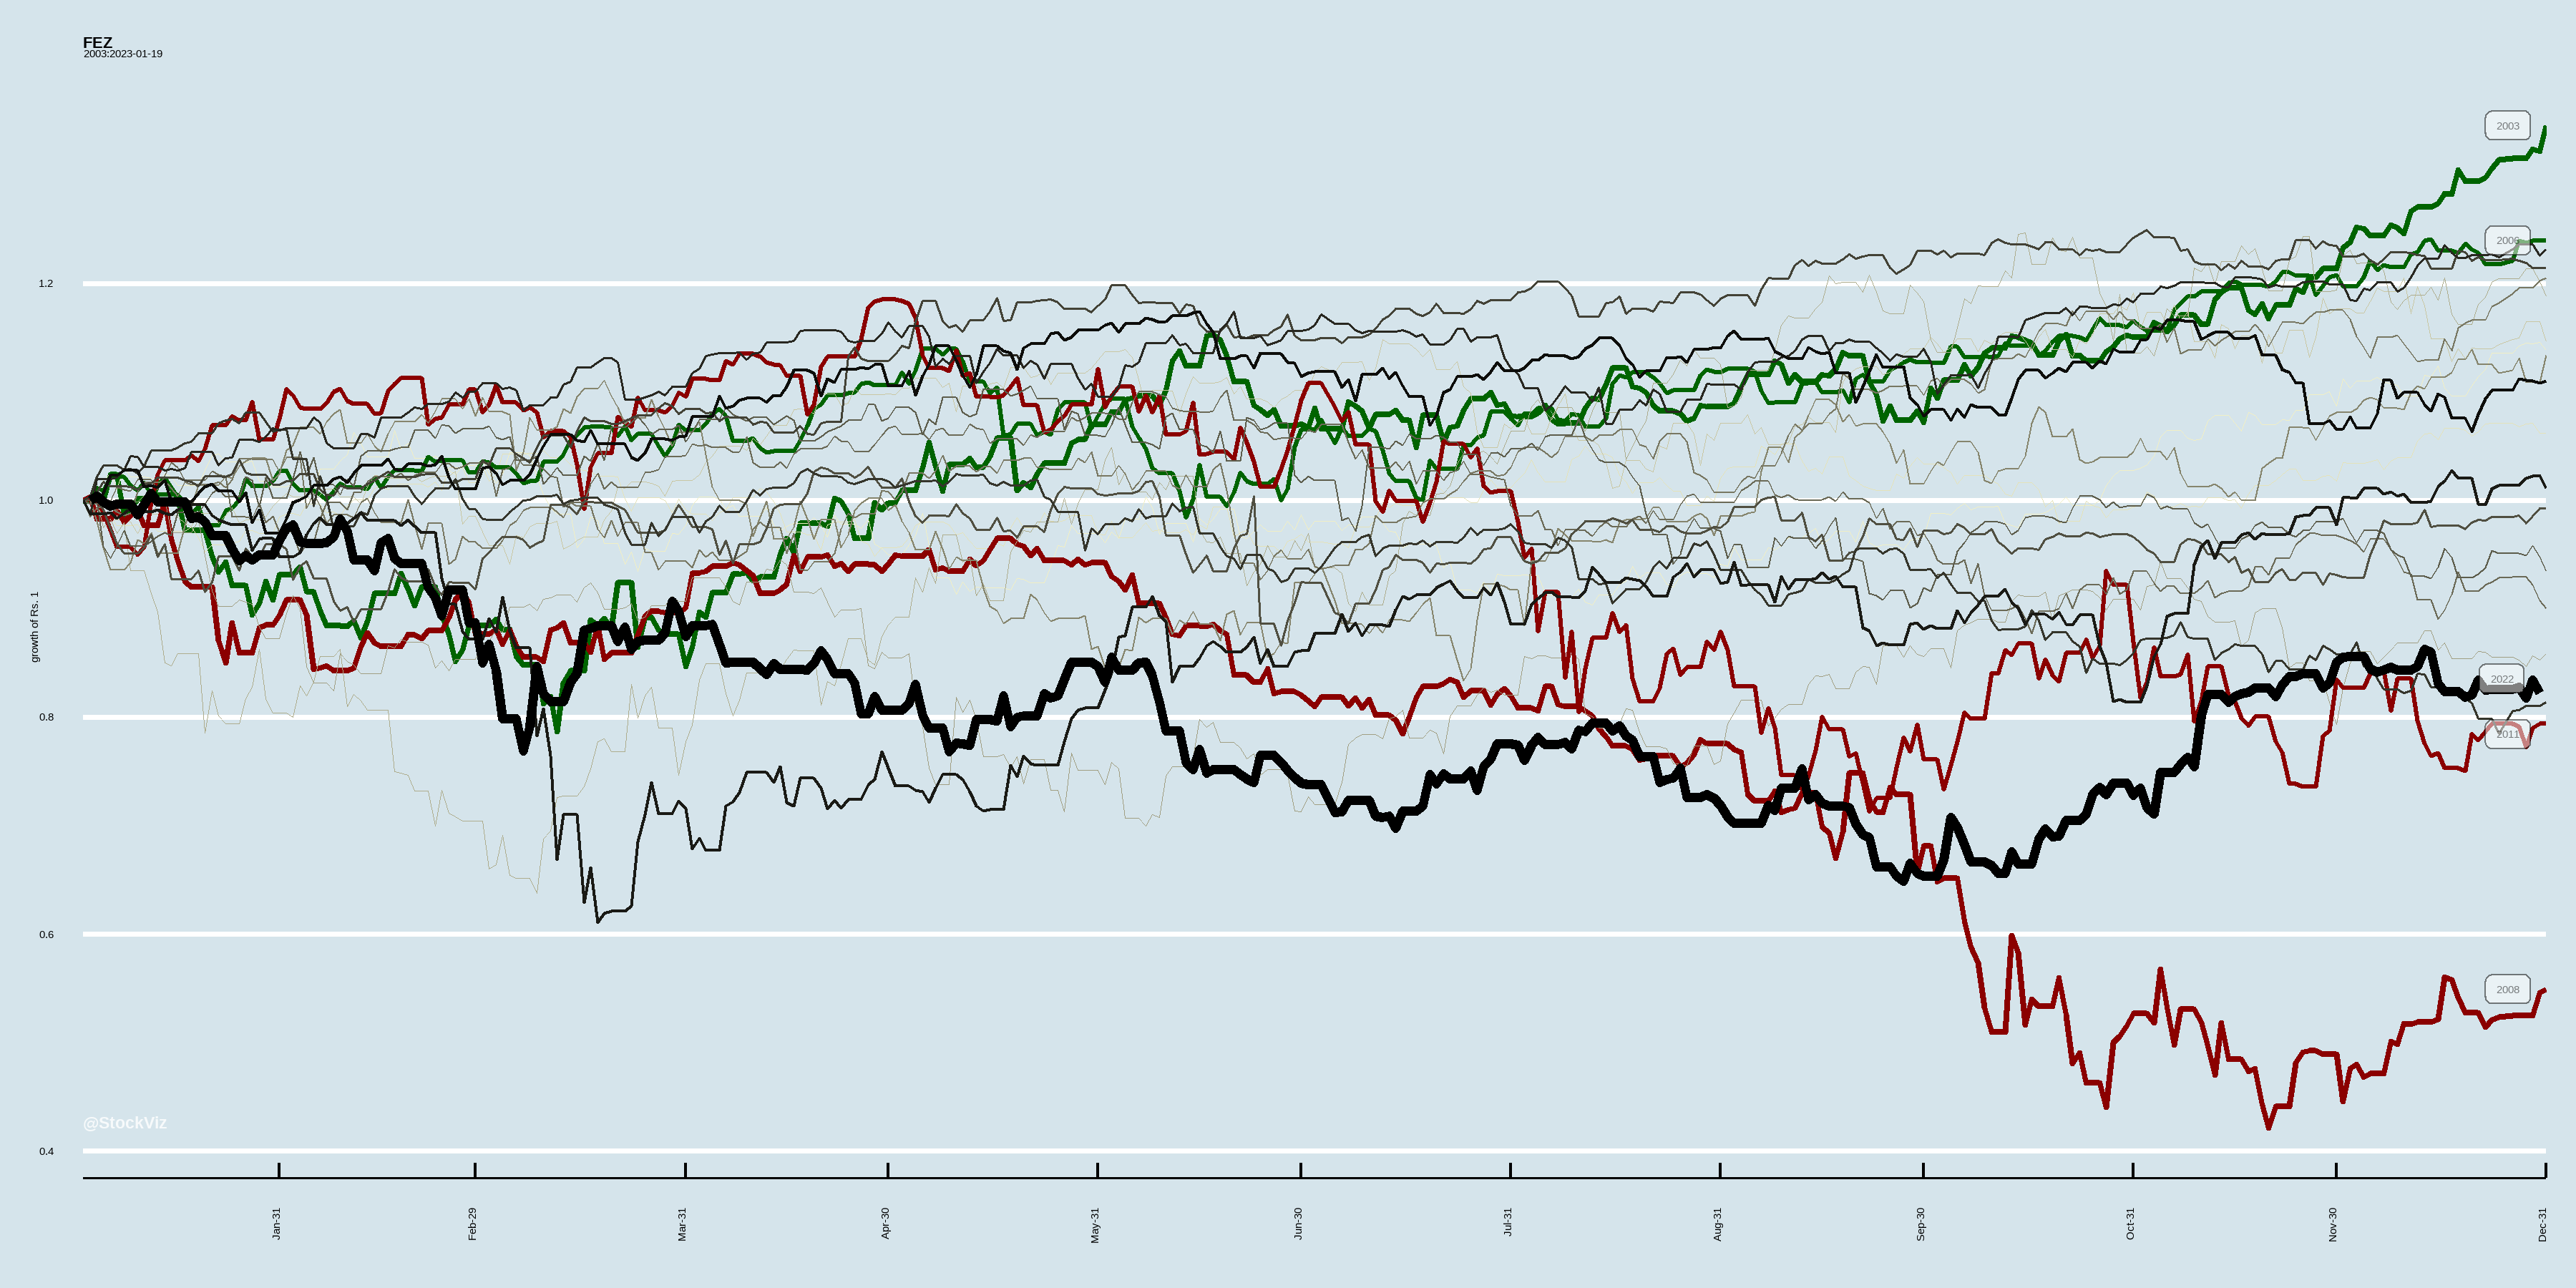 FEZ
2003:2023-01-19
2003
2006
1.2
1.0
growth of Rs. 1
0.8
2022
2011
0.6
2008
@StockViz
0.4
Jan-31
Feb-29
Mar-31
Apr-30
May-31
Jun-30
Jul-31
Aug-31
Sep-30
Oct-31
Nov-30
Dec-31